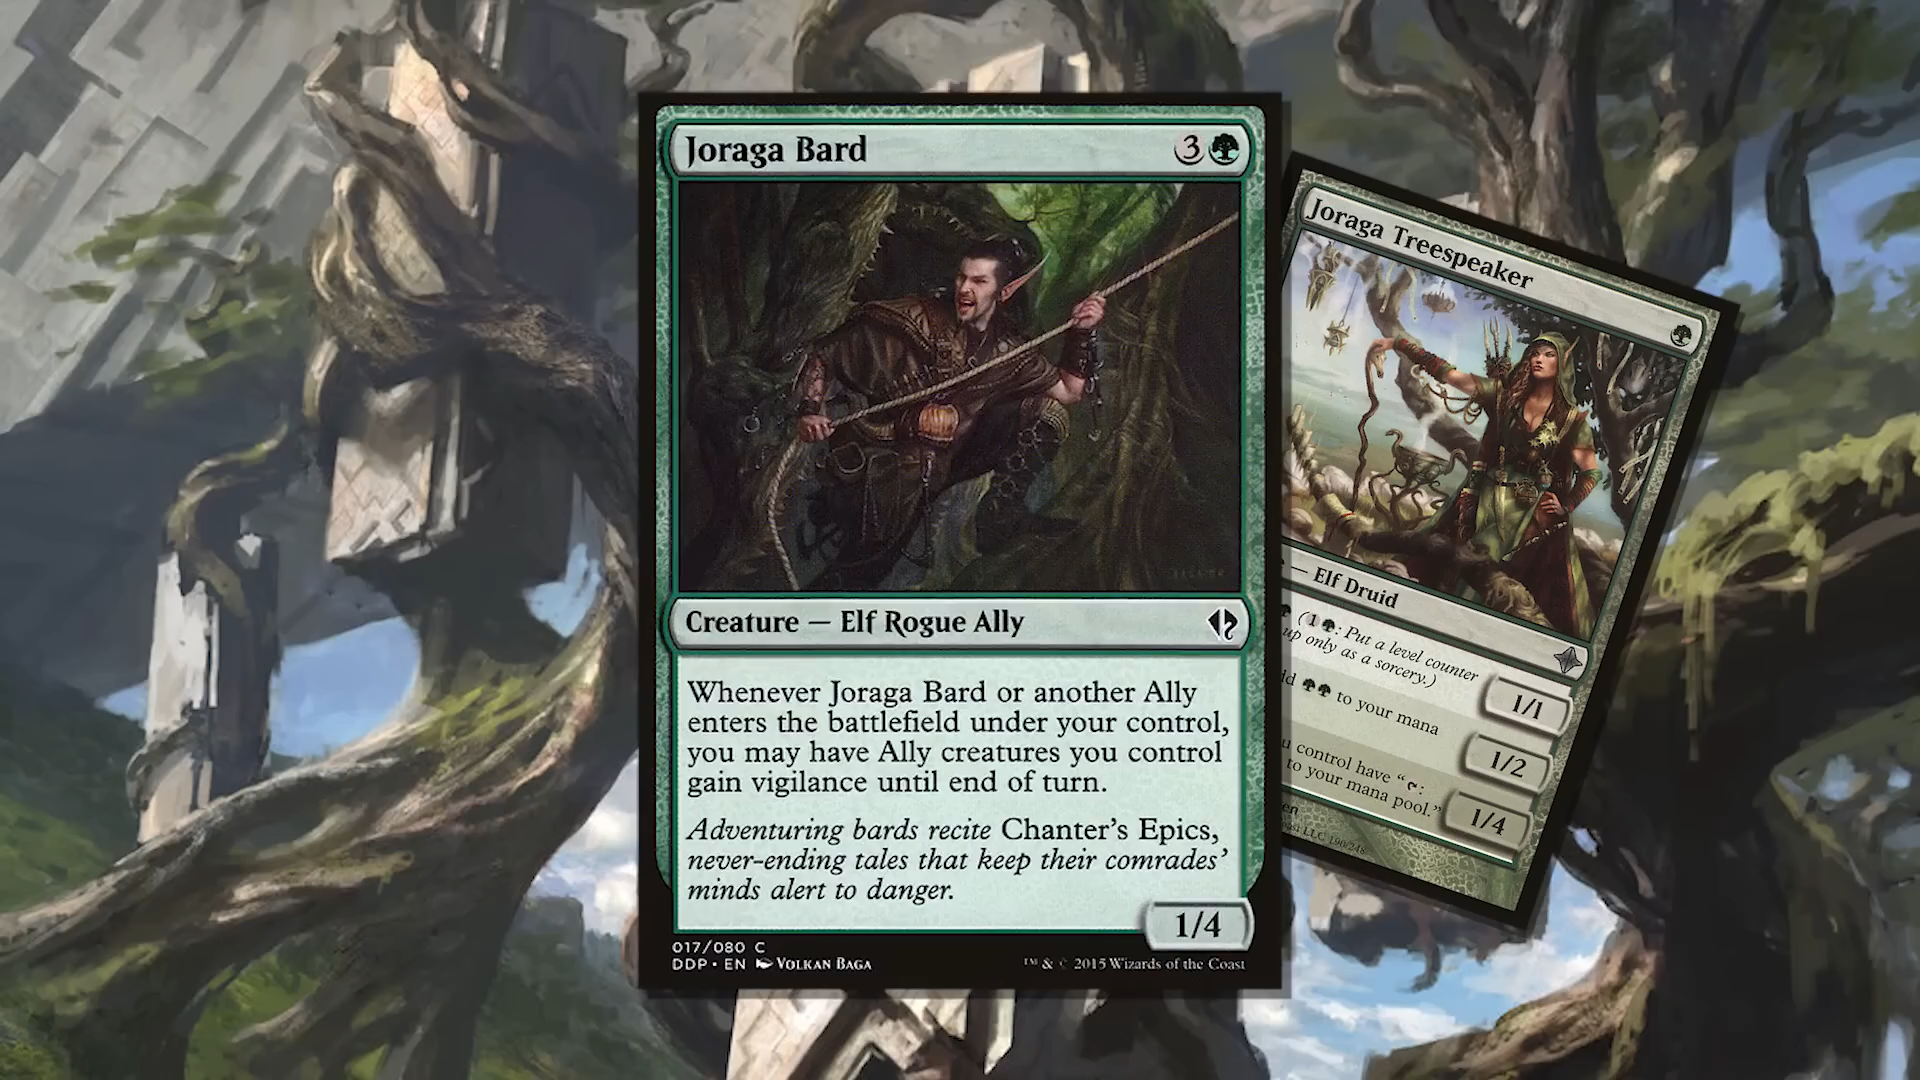 Joraga Bard
3
Creature — Elf Rogue Ally
Whenever Joraga Bard or another Ally
enters the battlefield under your control,
you may have Ally creatures you control
gain vigilance until end of turn.
Adventuring bards recite Chanter's Epics,
never-ending tales that keep their comrades'
minds alert to danger.
1/4
017/080 C
DDP • EN VOLKAN BAGA
™ & © 2015 Wizards of the Coast
Joraga Treespeaker
— Elf Druid
(1 : Put a level counter
up only as a sorcery.)
1/1
to your mana
1/2
control have “ :
to your mana pool.”
1/4
LLC 190/248